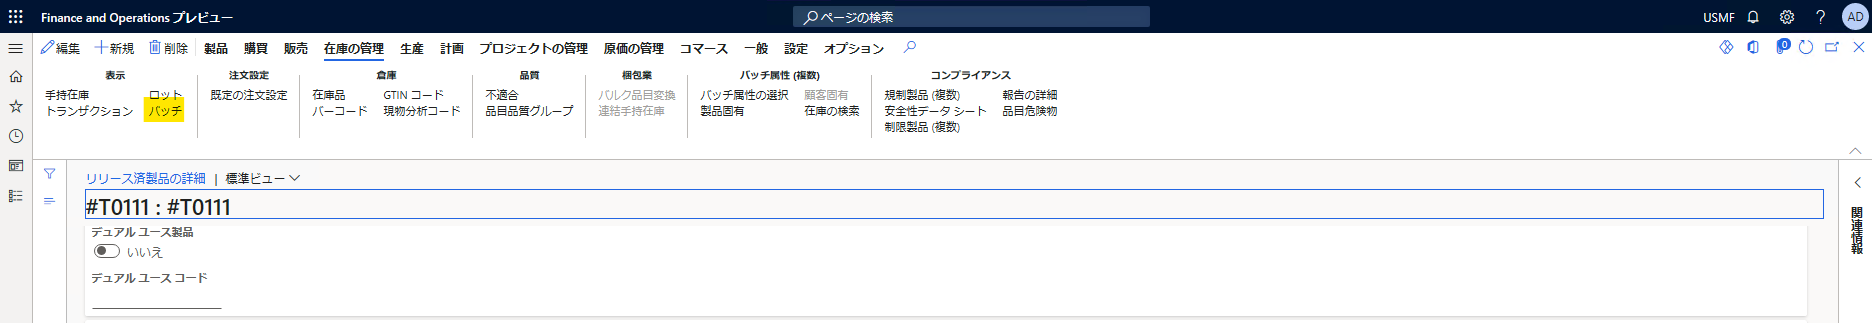 Finance and Operations プレビュー
ページの検索
USMF
AD
編集 新規 削除 製品 購買 販売 在庫の管理 生産 計画 プロジェクトの管理 原価の管理 コマース 一般 設定 オプション
0
表示
手持在庫 ロット
トランザクション バッチ
注文設定
既定の注文設定
倉庫
在庫品 GTIN コード
バーコード 現物分析コード
品質
不適合
品目品質グループ
梱包業
バルク品目変換
連結手持在庫
バッチ属性 (複数)
バッチ属性の選択 顧客固有
製品固有 在庫の検索
コンプライアンス
規制製品 (複数) 報告の詳細
安全性データ シート 品目危険物
制限製品 (複数)
リリース済製品の詳細 | 標準ビュー
#T0111 : #T0111
デュアル ユース製品
いいえ
デュアル ユース コード
関連情報